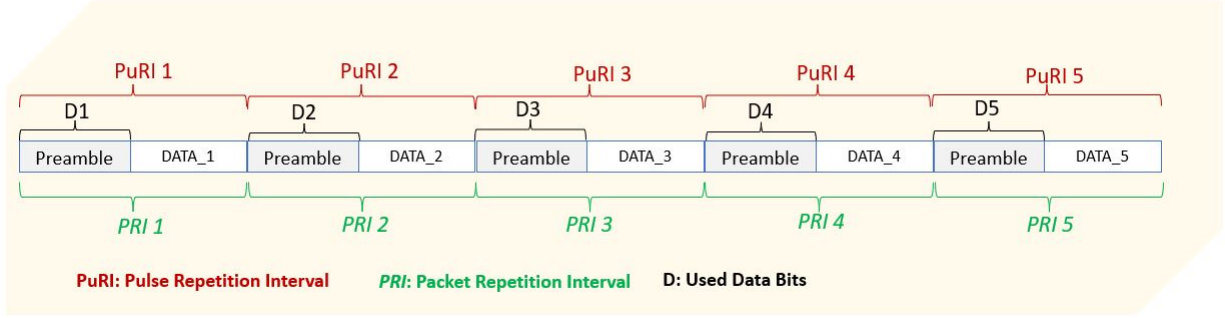 PuRI 1 PuRI 2 PuRI 3 PuRI 4 PuRI 5
D1 D2 D3 D4 D5
Preamble DATA_1 Preamble DATA_2 Preamble DATA_3 Preamble DATA_4 Preamble DATA_5
PRI 1 PRI 2 PRI 3 PRI 4 PRI 5
PuRI: Pulse Repetition Interval PRI: Packet Repetition Interval D: Used Data Bits